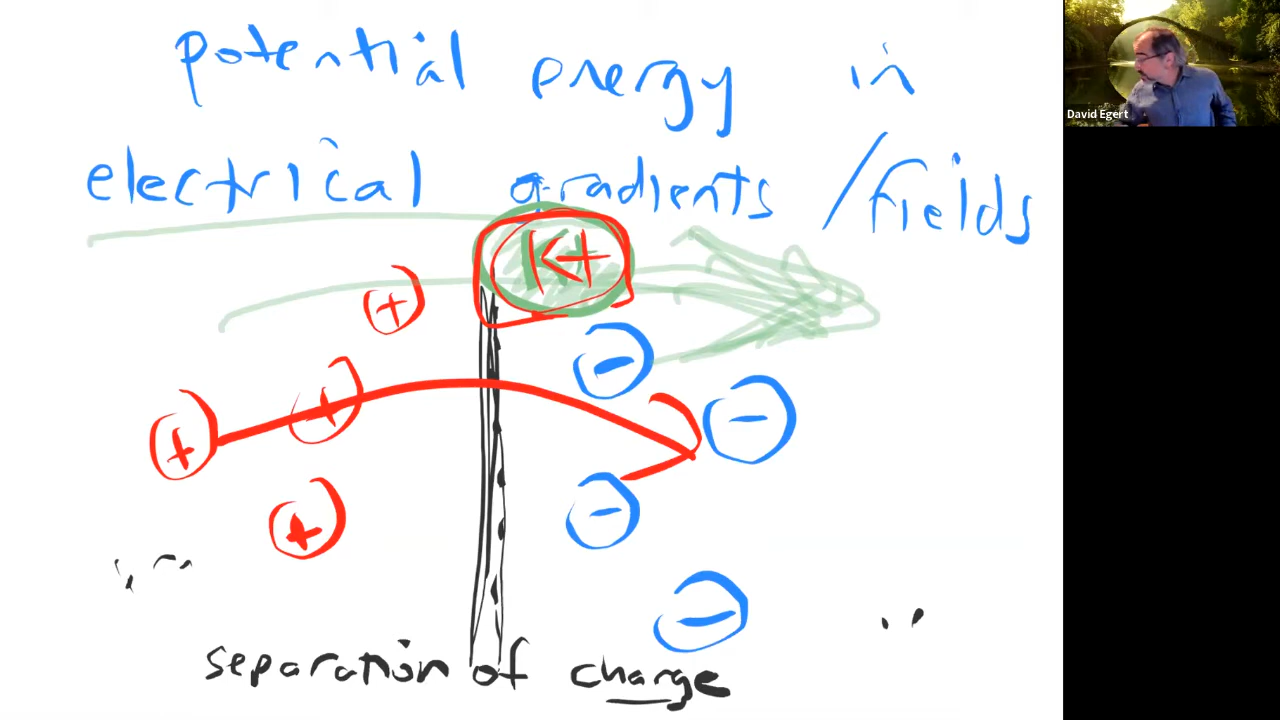 potential energy in
David Egert
electrical gradients/fields
K+
+
-
+
+
-
+
-
-
separation of charge